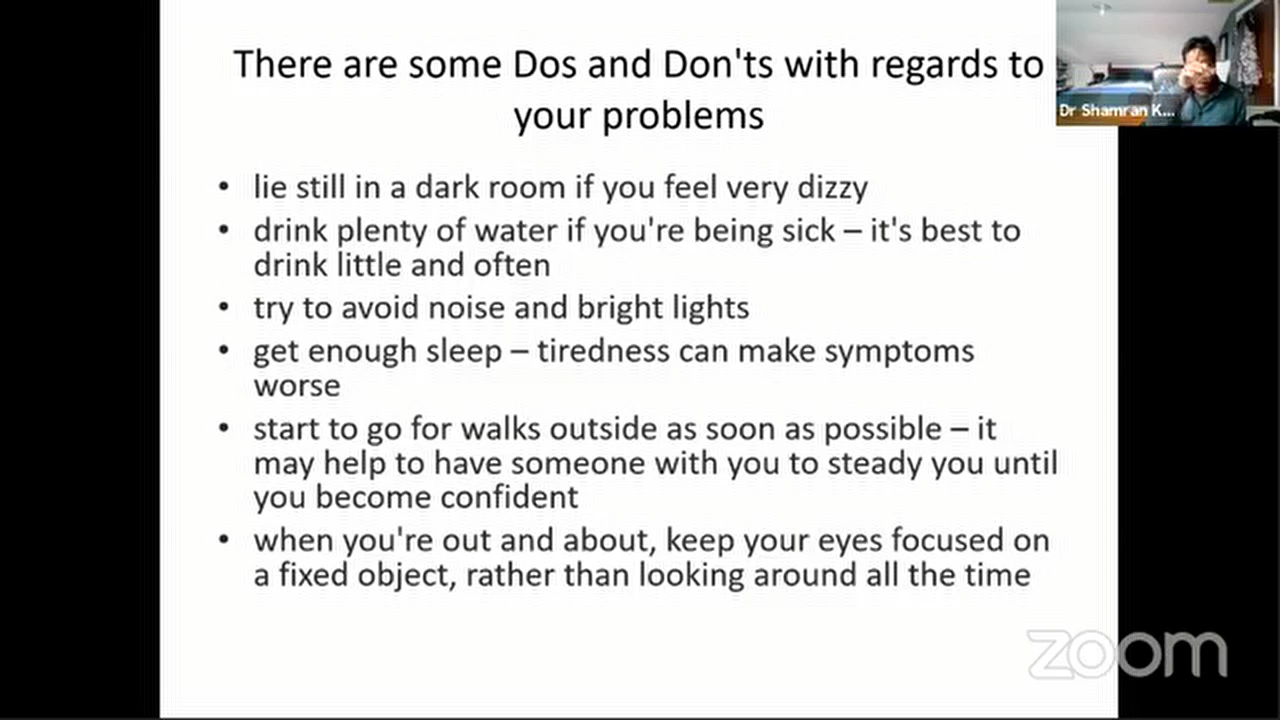 There are some Dos and Don'ts with regards to
your problems
Dr Shamran K...
• lie still in a dark room if you feel very dizzy
• drink plenty of water if you're being sick – it's best to
drink little and often
• try to avoid noise and bright lights
• get enough sleep – tiredness can make symptoms
worse
• start to go for walks outside as soon as possible – it
may help to have someone with you to steady you until
you become confident
• when you're out and about, keep your eyes focused on
a fixed object, rather than looking around all the time
zoom